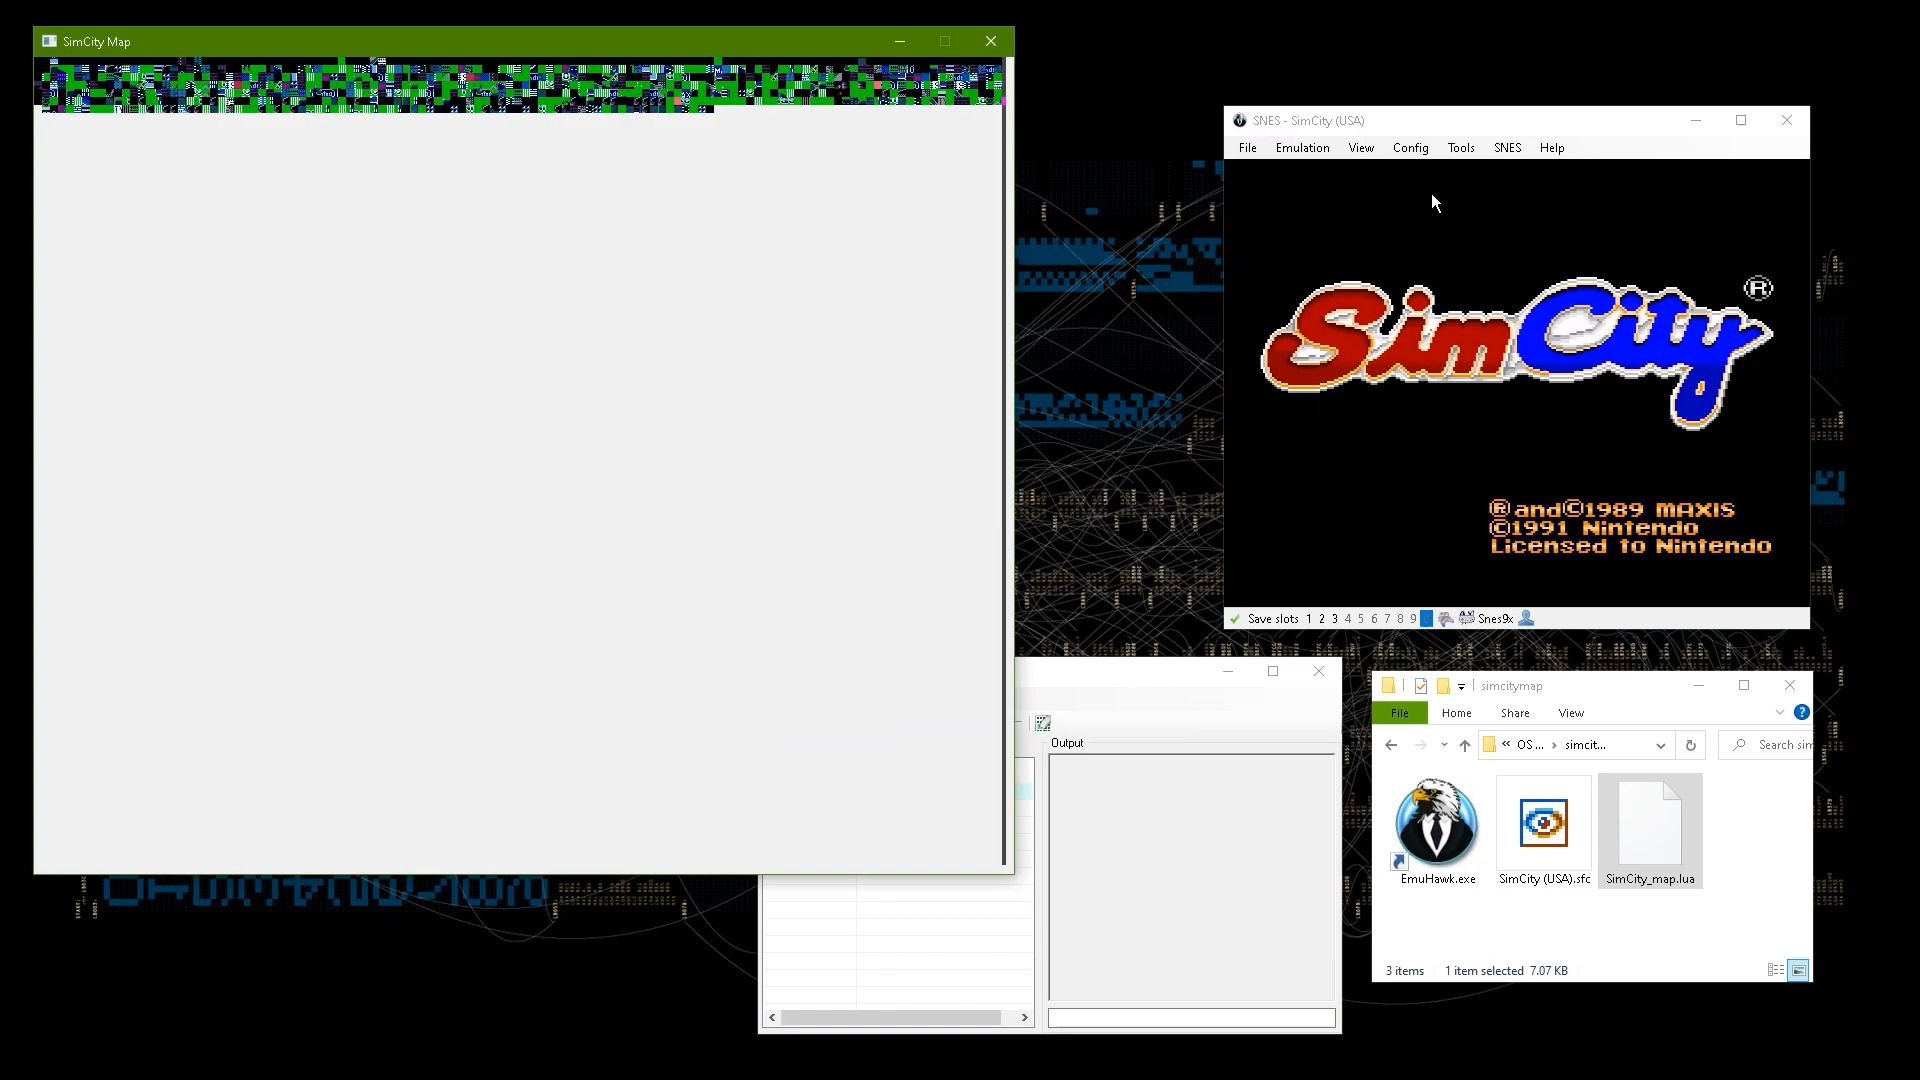 SimCity Map
SNES - SimCity (USA)
File Emulation View Config Tools SNES Help
SimCity ®
®and©1989 MAXIS
©1991 Nintendo
Licensed to Nintendo
Save slots 1 2 3 4 5 6 7 8 9 Snes9x
Output
simcitymap
File Home Share View
« OS ... › simcit... Search sim
EmuHawk.exe SimCity (USA).sfc SimCity_map.lua
3 items 1 item selected 7.07 KB